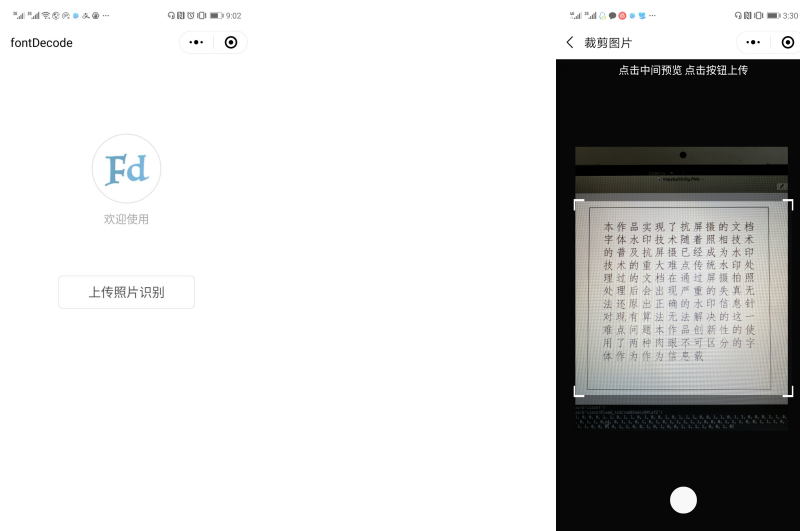 9:02
fontDecode
Fd
欢迎使用
上传照片识别
3:30
裁剪图片
点击中间预览 点击按钮上传
本作品实现了抗屏摄的文档
字体水印技术随着照相技术
的普及抗屏摄已经成为水印
技术的重大难点传统水印处
理过程文档在通过屏摄拍照
处理后会出现严重的失真无
法还原出正确的水印信息针
对现有算法无法解决的这一
难点问题本作品创新性的使
用了两种肉眼不可区分的字
体作为作为信息载